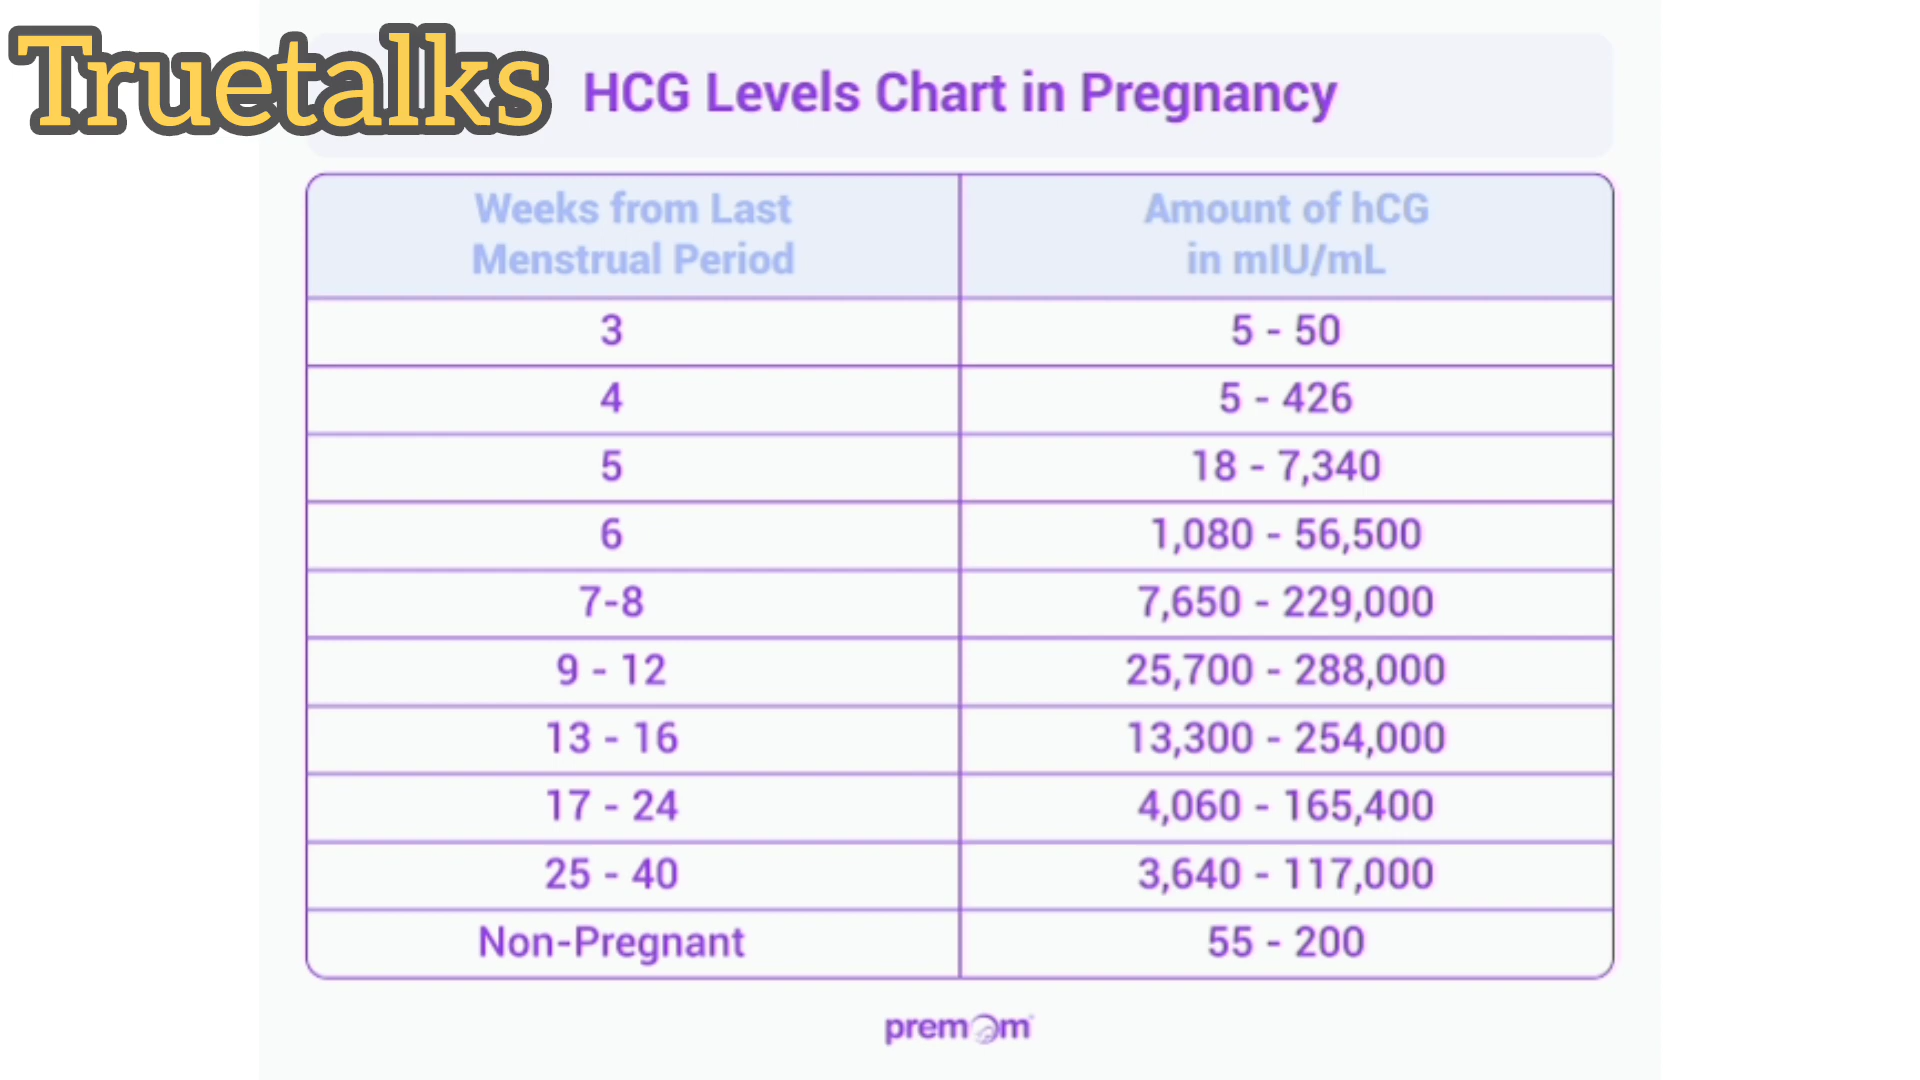 Truetalks
HCG Levels Chart in Pregnancy
Weeks from Last
Menstrual Period
Amount of hCG
in mIU/mL
3 5 - 50
4 5 - 426
5 18 - 7,340
6 1,080 - 56,500
7-8 7,650 - 229,000
9 - 12 25,700 - 288,000
13 - 16 13,300 - 254,000
17 - 24 4,060 - 165,400
25 - 40 3,640 - 117,000
Non-Pregnant 55 - 200
premom